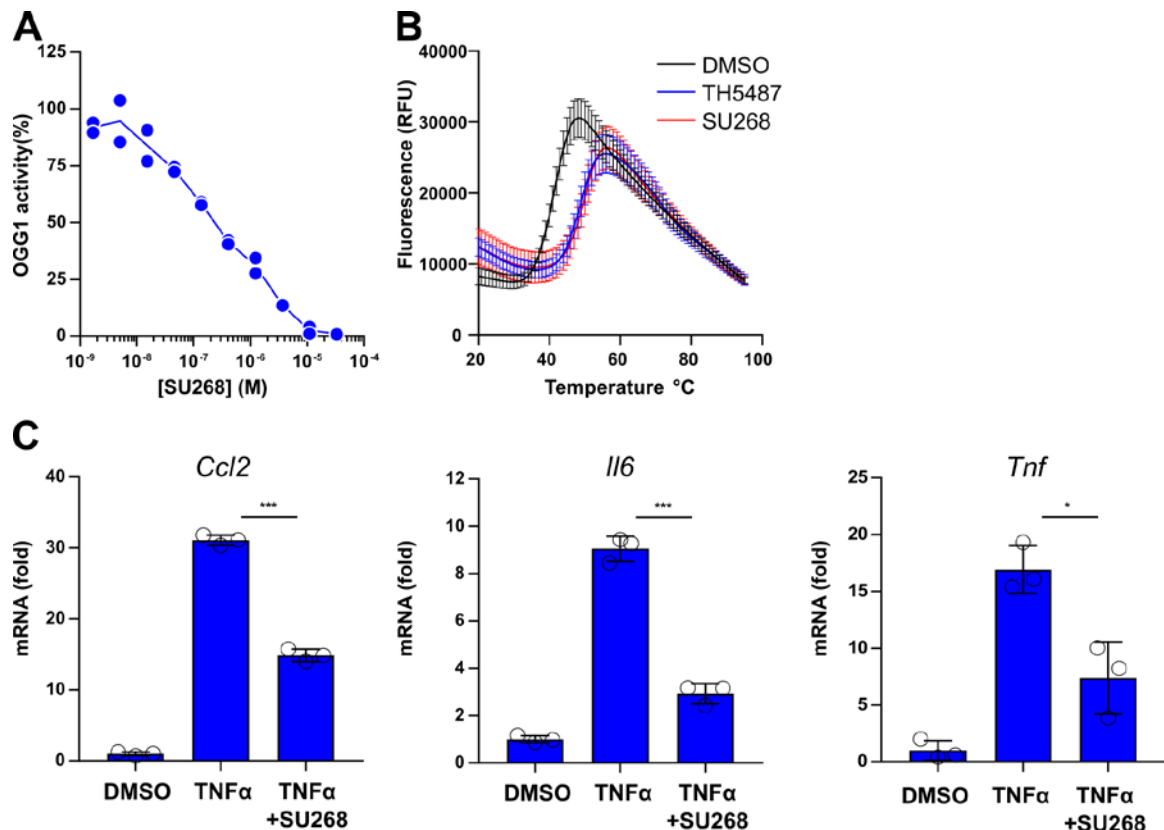 A
OGG1 activity(%)
125
100
75
50
25
0
10-9
10-8
10-7
10-6
10-5
10-4
[SU268] (M)
B
Fluorescence (RFU)
40000
30000
20000
10000
0
DMSO
TH5487
SU268
20
40
60
80
100
Temperature °C
C
Ccl2
mRNA (fold)
40
30
20
10
0
***
DMSO
TNFα
TNFα
+SU268
Il6
mRNA (fold)
12
10
8
6
4
2
0
***
DMSO
TNFα
TNFα
+SU268
Tnf
mRNA (fold)
25
20
15
10
5
0
*
DMSO
TNFα
TNFα
+SU268